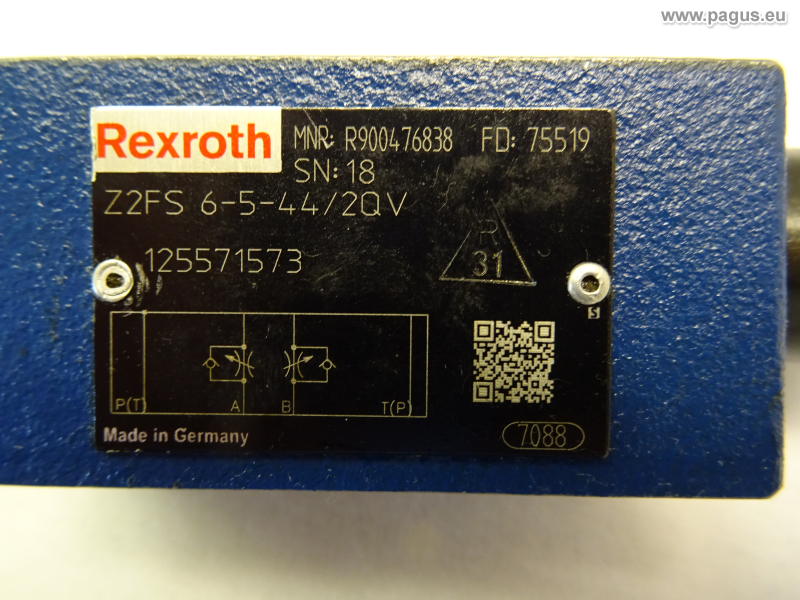 www.pagus.eu
Rexroth MNR: R900476838 FD: 75519
SN: 18
Z2FS 6-5-44/2QV
125571573
R
31
S
P(T) A B T(P)
Made in Germany
7088